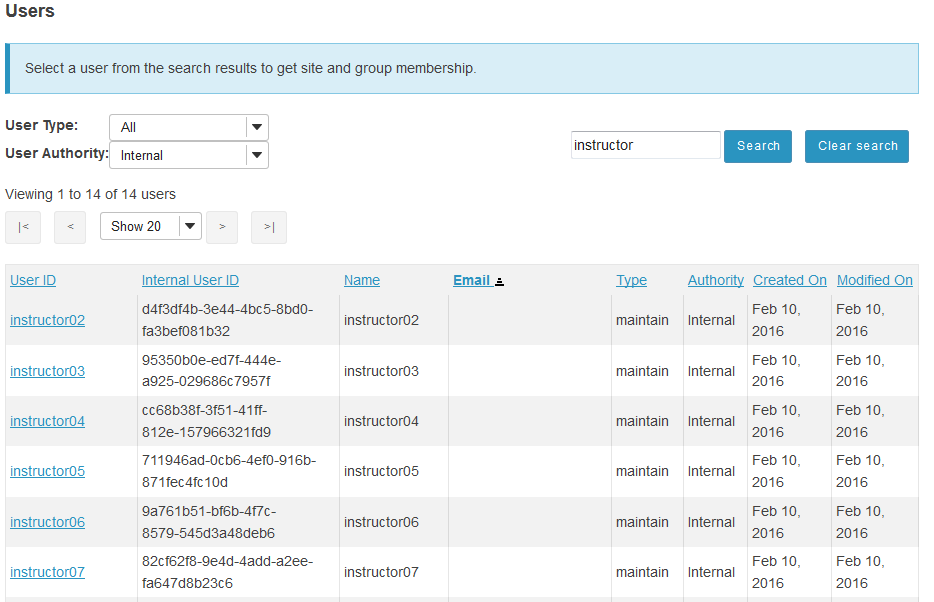 Users
Select a user from the search results to get site and group membership.
User Type: All
User Authority: Internal
instructor Search Clear search
Viewing 1 to 14 of 14 users
|< < Show 20 > >|
User ID Internal User ID Name Email Type Authority Created On Modified On
instructor02 d4f3df4b-3e44-4bc5-8bd0- instructor02 maintain Internal Feb 10, Feb 10,
fa3bef081b32 2016 2016
instructor03 95350b0e-ed7f-444e- instructor03 maintain Internal Feb 10, Feb 10,
a925-029686c7957f 2016 2016
instructor04 cc68b38f-3f51-41ff- instructor04 maintain Internal Feb 10, Feb 10,
812e-157966321fd9 2016 2016
instructor05 711946ad-0cb6-4ef0-916b- instructor05 maintain Internal Feb 10, Feb 10,
871fec4fc10d 2016 2016
instructor06 9a761b51-bf6b-4f7c- instructor06 maintain Internal Feb 10, Feb 10,
8579-545d3a48deb6 2016 2016
instructor07 82cf62f8-9e4d-4add-a2ee- instructor07 maintain Internal Feb 10, Feb 10,
fa647d8b23c6 2016 2016